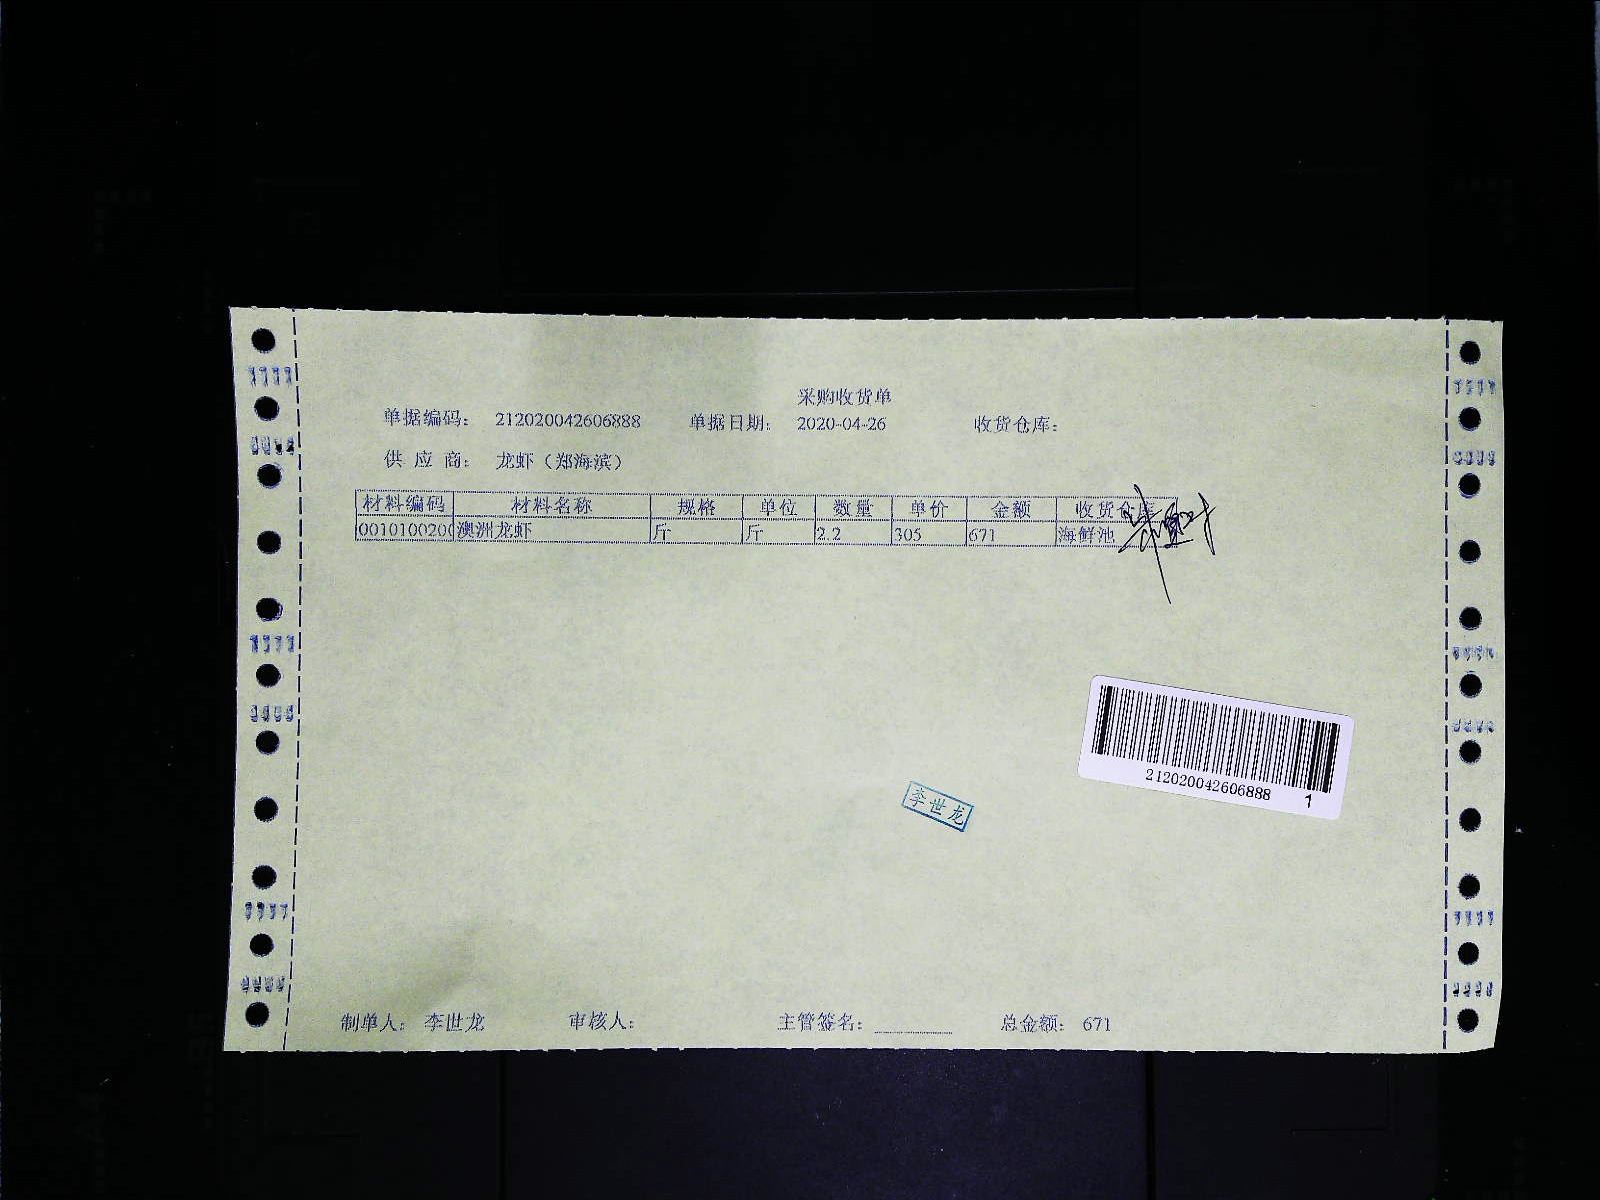 采购收货单
单据编码： 212020042606888 单据日期： 2020-04-26 收货仓库：
供 应 商： 龙虾（郑海滨）
材料编码 材料名称 规格 单位 数量 单价 金额 收货仓库
0010100200 澳洲龙虾 斤 斤 2.2 305 671 海鲜池
212020042606888
1
李世龙
制单人： 李世龙 审核人： 主管签名： 总金额： 671